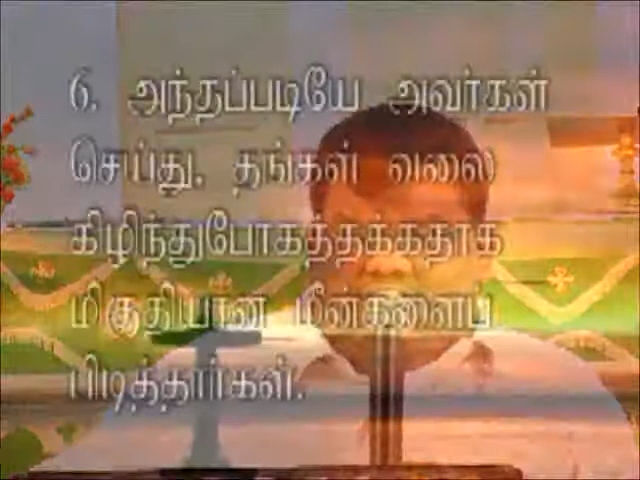 6. அந்தப்படியே அவர்கள்
செய்து, தங்கள் வலை
கிழிந்துபோகத்தக்கதாக
மிகுதியான மீன்களைப்
பிடித்தார்கள்.